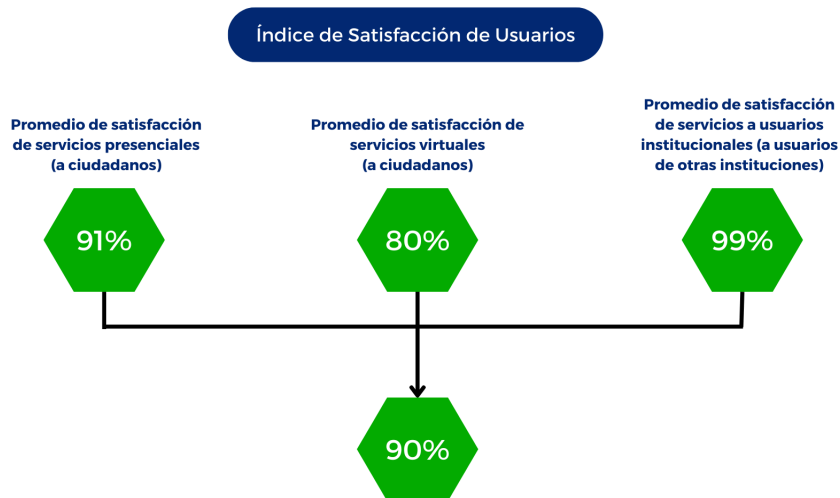 Índice de Satisfacción de Usuarios
Promedio de satisfacción
de servicios presenciales
(a ciudadanos)
Promedio de satisfacción de
servicios virtuales
(a ciudadanos)
Promedio de satisfacción
de servicios a usuarios
institucionales (a usuarios
de otras instituciones)
91%
80%
99%
90%